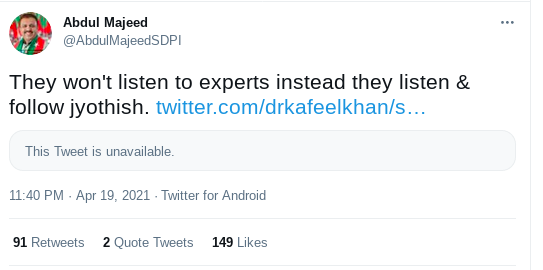 Abdul Majeed
@AbdulMajeedSDPI
They won't listen to experts instead they listen &
follow jyothish. twitter.com/drkafeelkhan/s…
This Tweet is unavailable.
11:40 PM · Apr 19, 2021 · Twitter for Android
91 Retweets 2 Quote Tweets 149 Likes